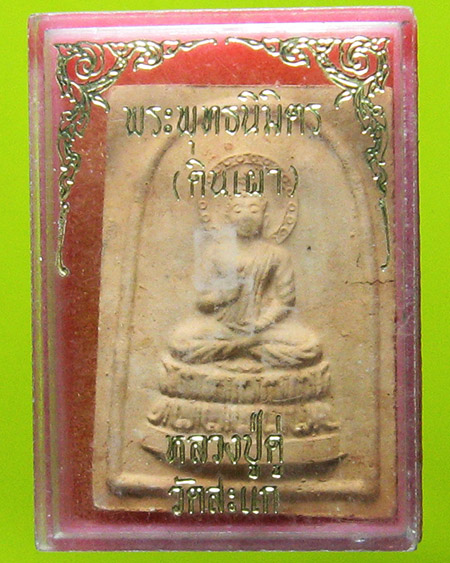 พระพุทธนิมิตร
(ดินเผา)
หลวงปู่ดู่
วัดสะแก